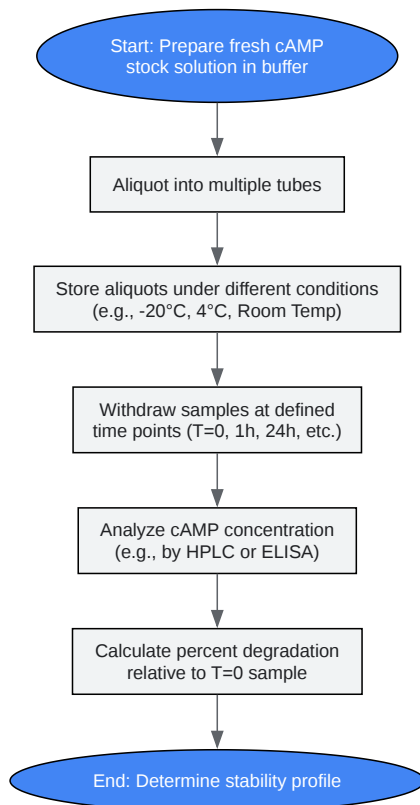 Start: Prepare fresh cAMP
stock solution in buffer
Aliquot into multiple tubes
Store aliquots under different conditions
(e.g., -20°C, 4°C, Room Temp)
Withdraw samples at defined
time points (T=0, 1h, 24h, etc.)
Analyze cAMP concentration
(e.g., by HPLC or ELISA)
Calculate percent degradation
relative to T=0 sample
End: Determine stability profile